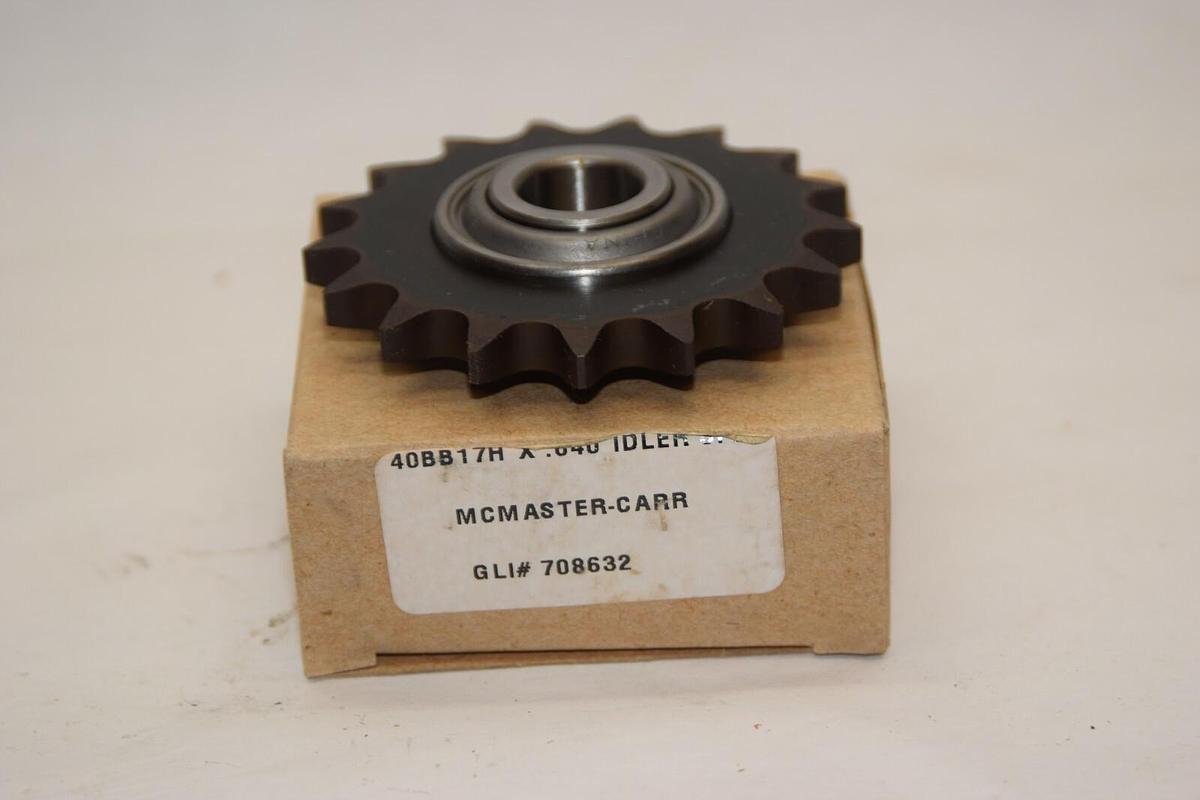 40BB17H X .640 IDLER
MCMASTER-CARR
GLI# 708632